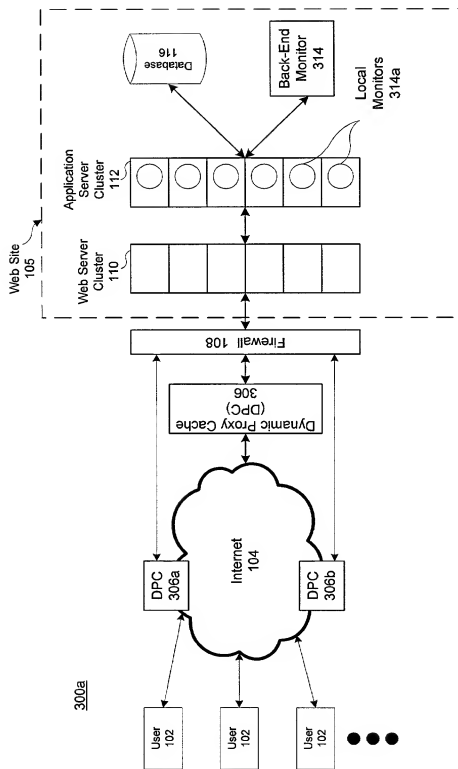 300a
User
102
User
102
User
102
DPC
306a
Internet
104
DPC
306b
Dynamic Proxy Cache
(DPC)
306
Firewall 108
Web Site
105
Web Server
Cluster
110
Application
Server
Cluster
112
Database
116
Back-End
Monitor
314
Local
Monitors
314a